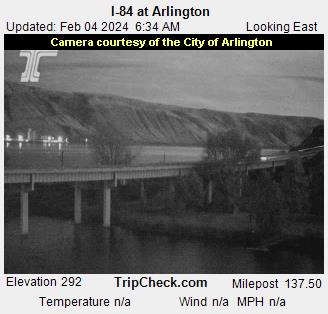 I-84 at Arlington
Updated: Feb 04 2024 6:34 AM Looking East
Camera courtesy of the City of Arlington
Elevation 292 TripCheck.com Milepost 137.50
Temperature n/a Wind n/a MPH n/a